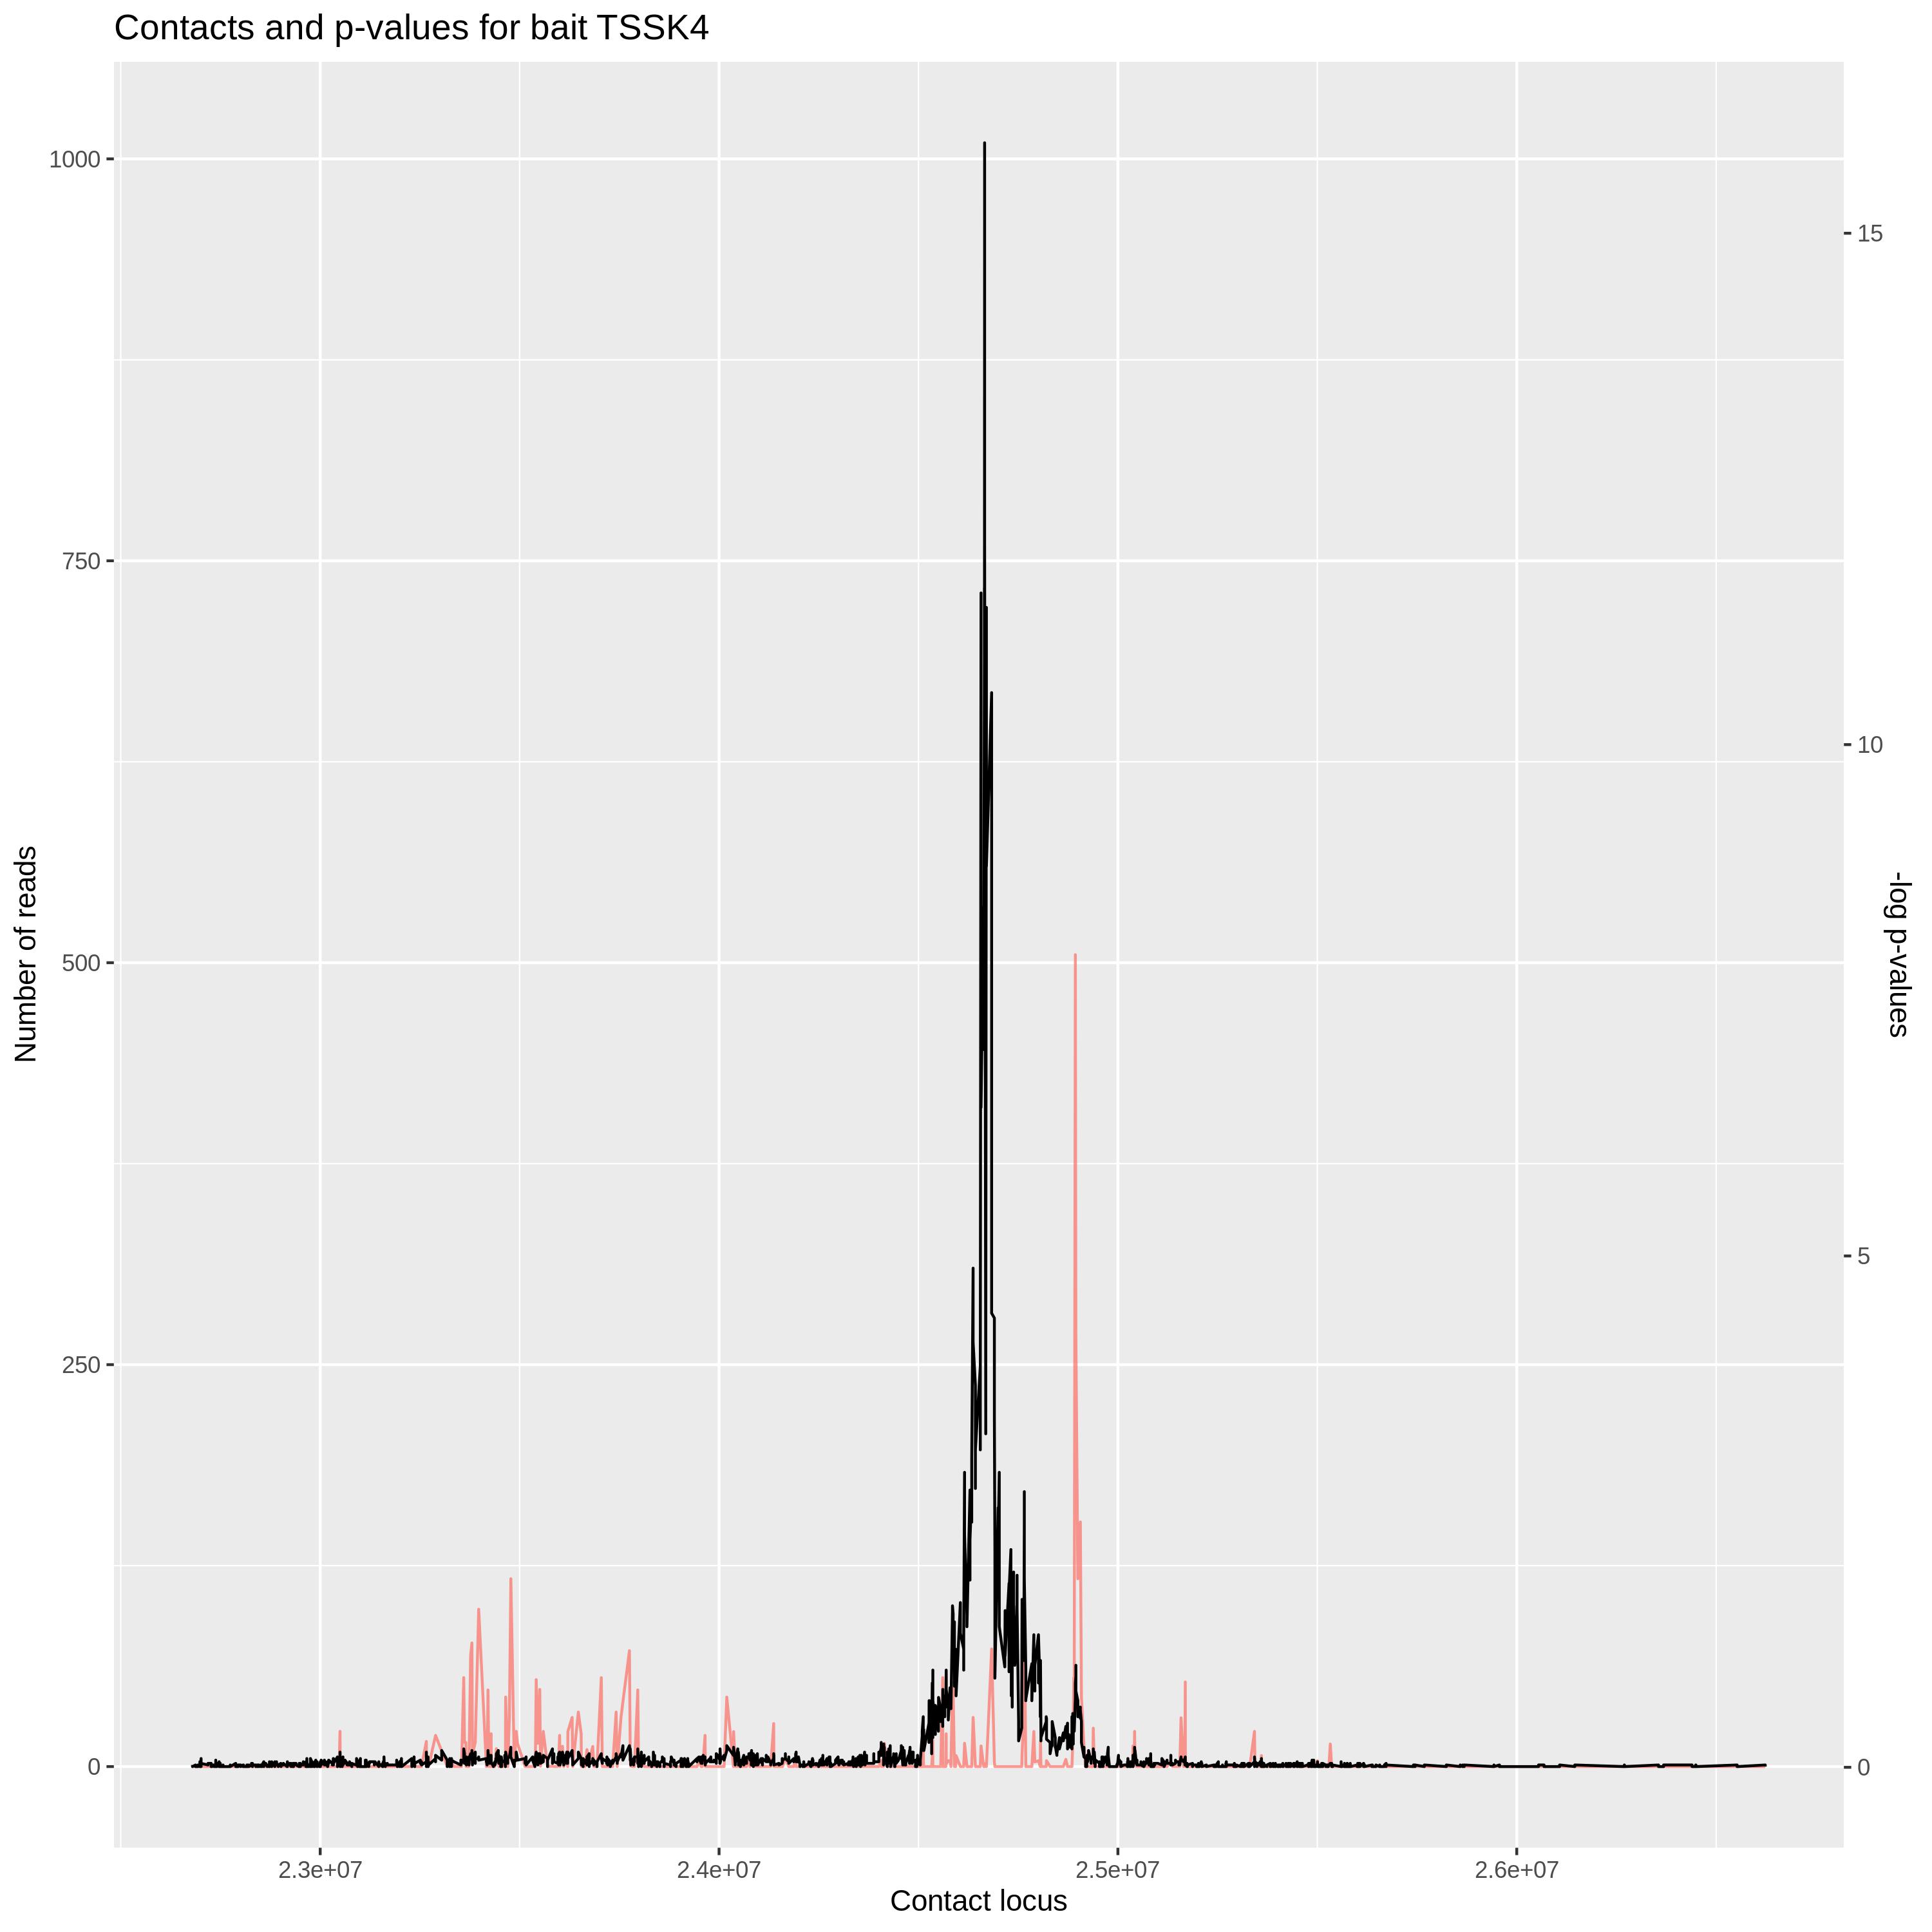 Contacts and p-values for bait TSSK4
1000
750
500
250
0
Number of reads
15
10
5
0
-log p-values
2.3e+07 2.4e+07 2.5e+07 2.6e+07
Contact locus